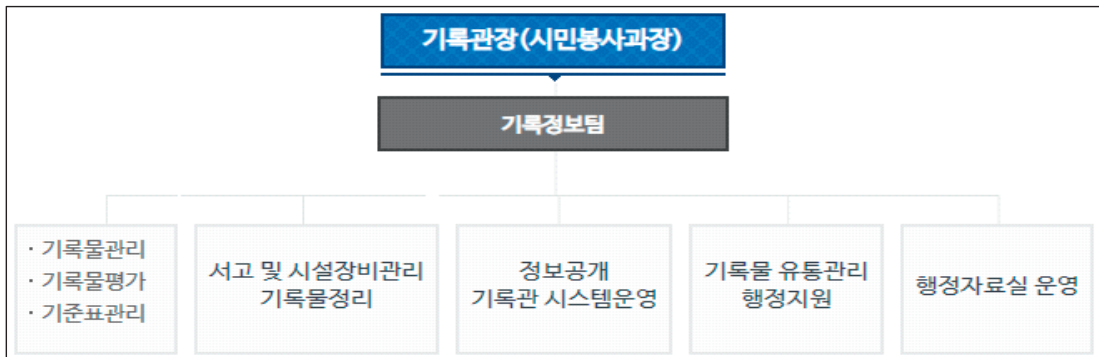 기록관장(시민봉사과장)
기록정보팀
· 기록물관리
· 기록물평가
· 기준표관리
서고 및 시설장비관리
기록물정리
정보공개
기록관 시스템운영
기록물 유통관리
행정지원
행정자료실 운영